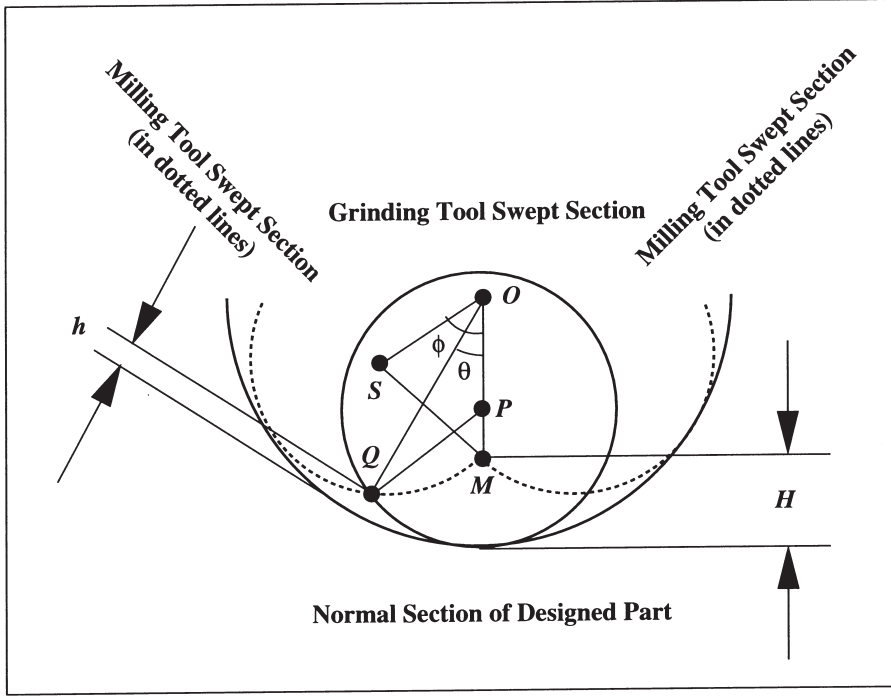 Milling Tool Swept Section
(in dotted lines)
Milling Tool Swept Section
(in dotted lines)
Grinding Tool Swept Section
O
h
ϕ
θ
S
P
Q
M
H
Normal Section of Designed Part